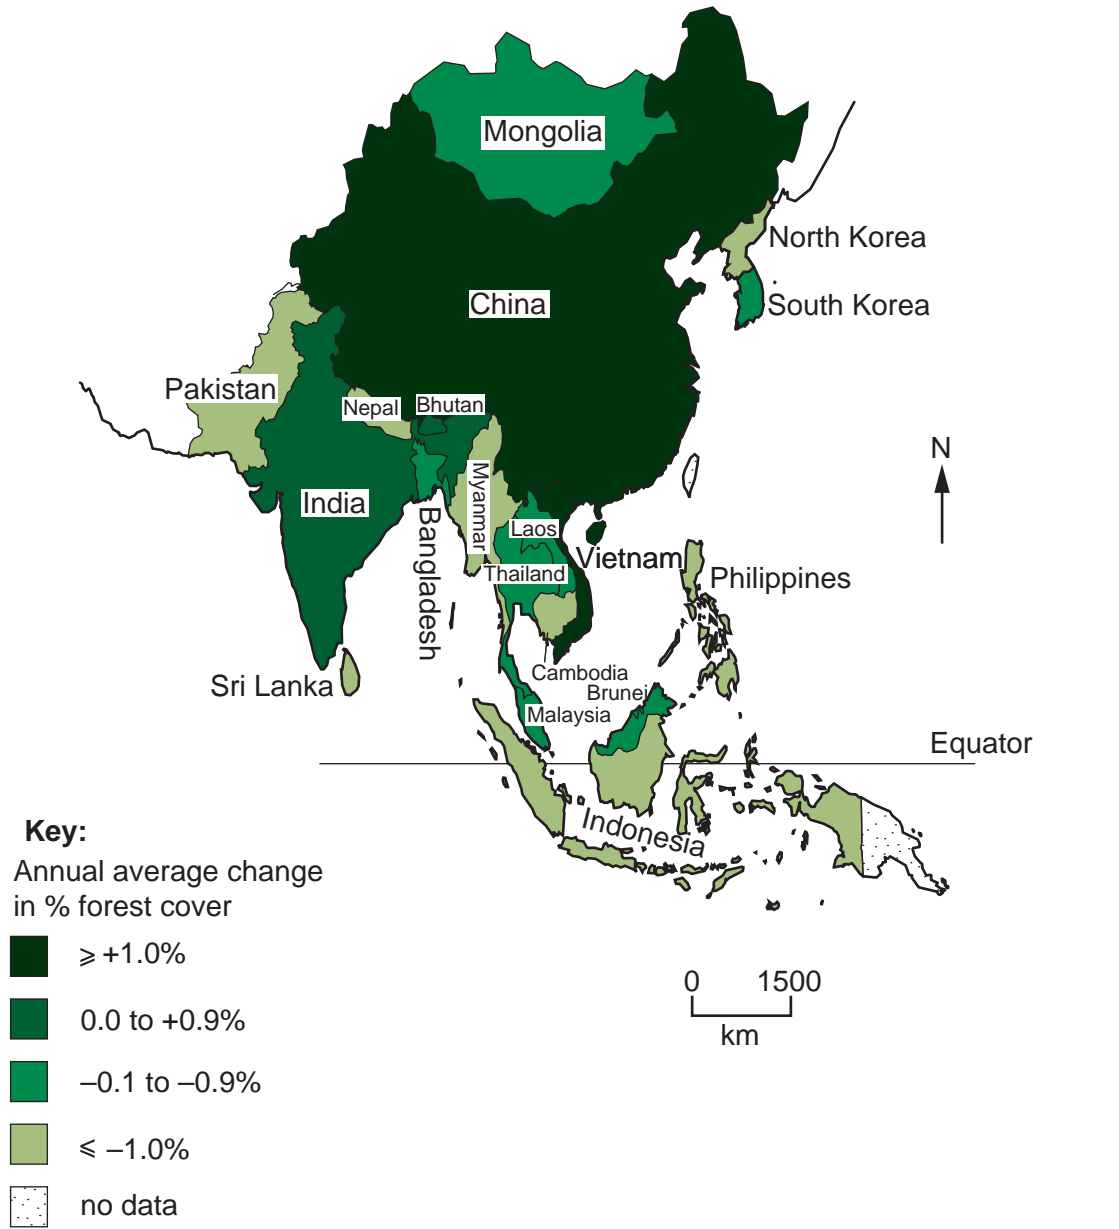 Mongolia
North Korea
China
South Korea
Pakistan
Nepal
Bhutan
N
India
Myanmar
Laos
Bangladesh
Vietnam
Thailand
Philippines
Cambodia
Sri Lanka
Brunei
Malaysia
Equator
Indonesia
Key:
Annual average change
in % forest cover
⩾ +1.0%
0.0 to +0.9%
–0.1 to –0.9%
⩽ –1.0%
no data
0 1500
km